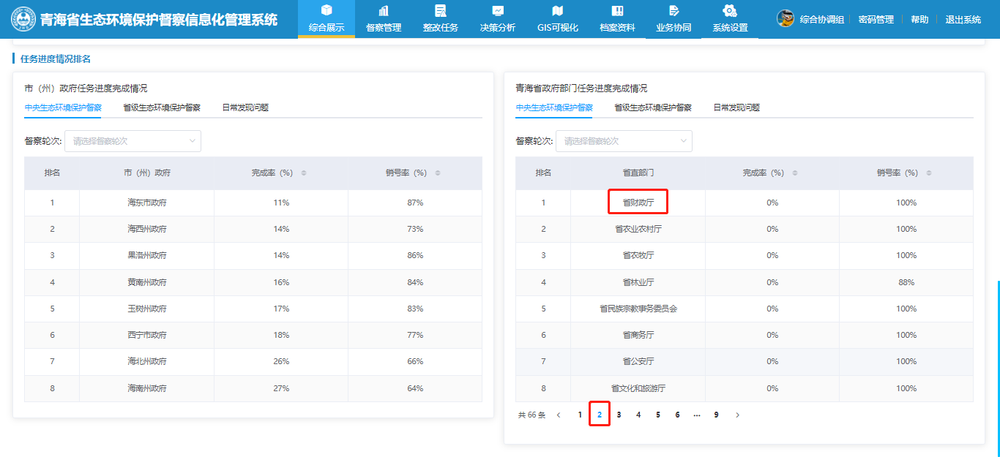 青海省生态环境保护督察信息化管理系统
综合展示 督察管理 整改任务 决策分析 GIS可视化 档案资料 业务协同 系统设置
综合协调组 密码管理 帮助 退出系统
任务进度情况排名
市（州）政府任务进度完成情况
中央生态环境保护督察 省级生态环境保护督察 日常发现问题
督察轮次: 请选择督察轮次
排名 市（州）政府 完成率（%） 销号率（%）
1 海东市政府 11% 87%
2 海西州政府 14% 73%
3 果洛州政府 14% 86%
4 黄南州政府 16% 84%
5 玉树州政府 17% 83%
6 西宁市政府 18% 77%
7 海北州政府 26% 66%
8 海南州政府 27% 64%
青海省政府部门任务进度完成情况
中央生态环境保护督察 省级生态环境保护督察 日常发现问题
督察轮次: 请选择督察轮次
排名 省直部门 完成率（%） 销号率（%）
1 省财政厅 0% 100%
2 省农业农村厅 0% 100%
3 省农牧厅 0% 100%
4 省林业厅 0% 88%
5 省民族宗教事务委员会 0% 100%
6 省商务厅 0% 100%
7 省公安厅 0% 100%
8 省文化和旅游厅 0% 100%
共 66 条 < 1 2 3 4 5 6 ··· 9 >